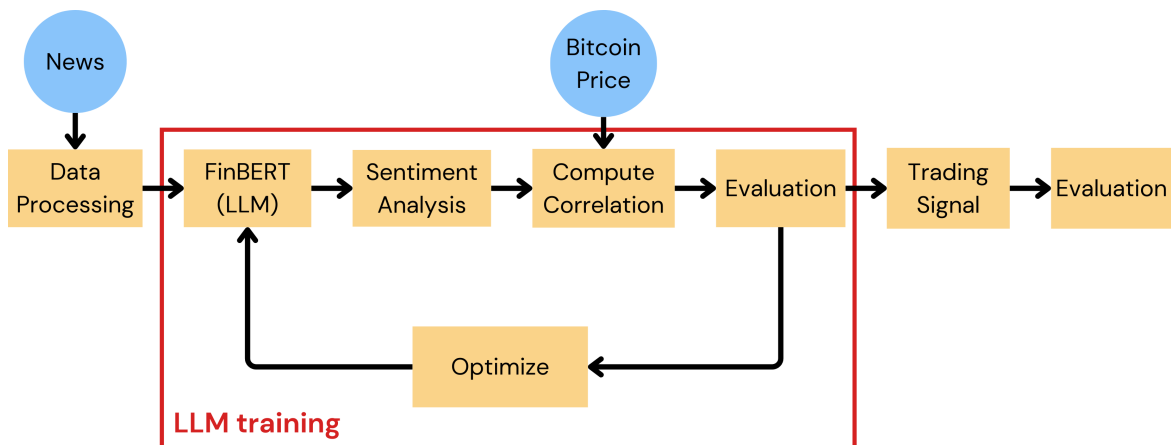 News
Bitcoin
Price
Data
Processing
FinBERT
(LLM)
Sentiment
Analysis
Compute
Correlation
Evaluation
Trading
Signal
Evaluation
Optimize
LLM training